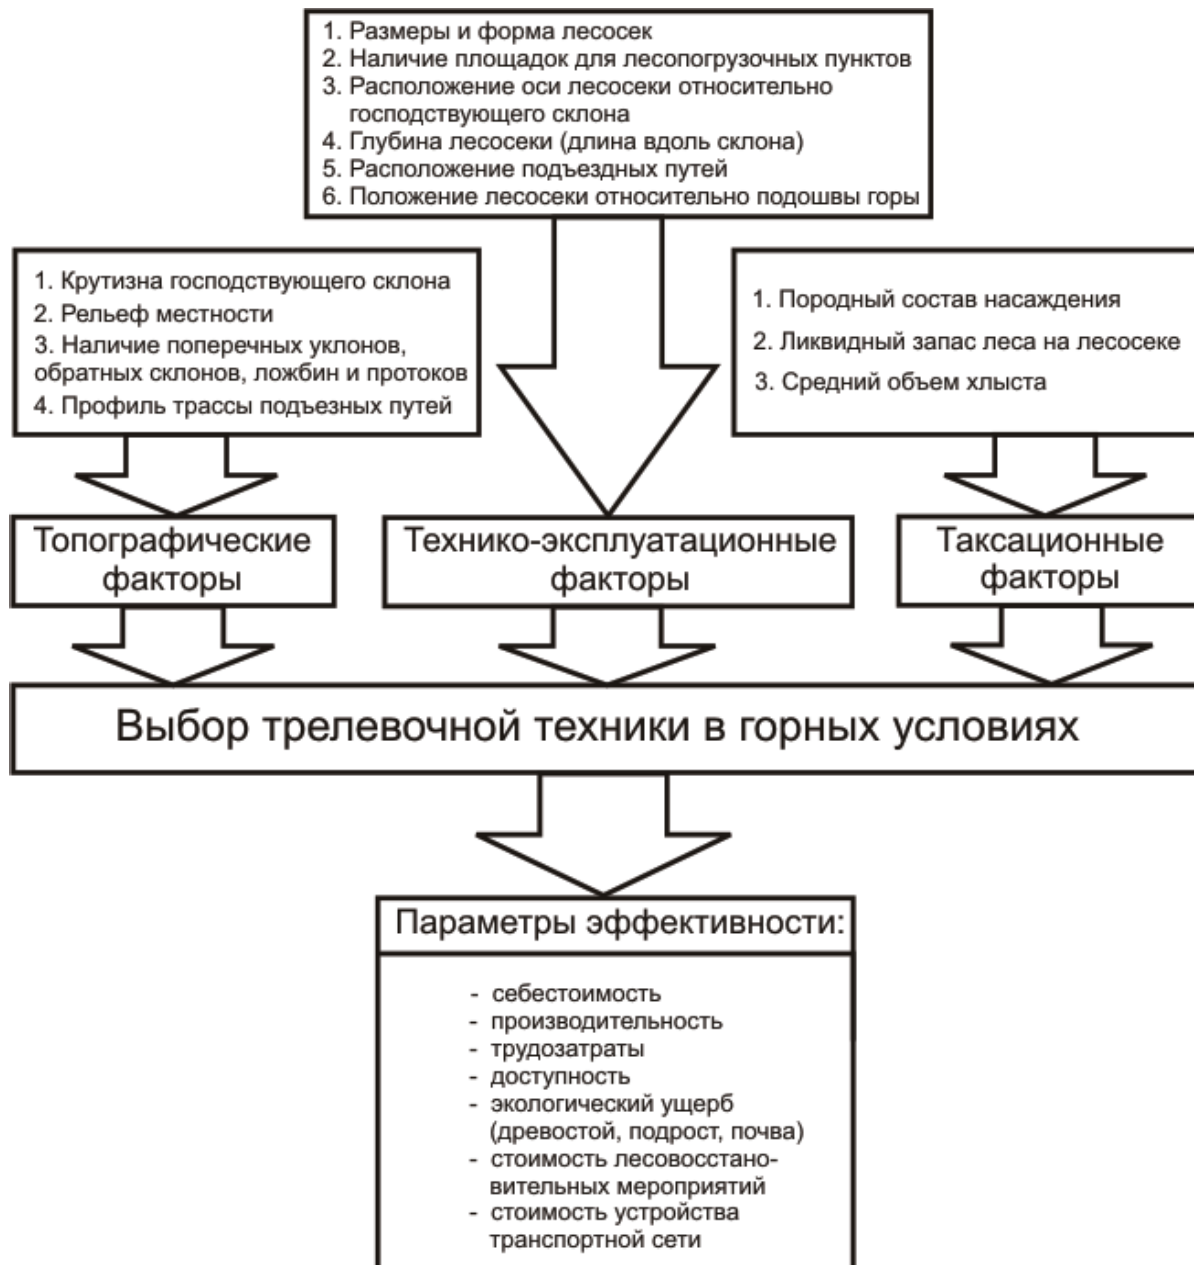 1. Размеры и форма лесосек
2. Наличие площадок для лесопогрузочных пунктов
3. Расположение оси лесосеки относительно
господствующего склона
4. Глубина лесосеки (длина вдоль склона)
5. Расположение подъездных путей
6. Положение лесосеки относительно подошвы горы
1. Крутизна господствующего склона
2. Рельеф местности
3. Наличие поперечных уклонов,
обратных склонов, ложбин и протоков
4. Профиль трассы подъезных путей
1. Породный состав насаждения
2. Ликвидный запас леса на лесосеке
3. Средний объем хлыста
Топографические
факторы
Технико-эксплуатационные
факторы
Таксационные
факторы
Выбор трелевочной техники в горных условиях
Параметры эффективности:
- себестоимость
- производительность
- трудозатраты
- доступность
- экологический ущерб
(древостой, подрост, почва)
- стоимость лесовосстано-
вительных мероприятий
- стоимость устройства
транспортной сети